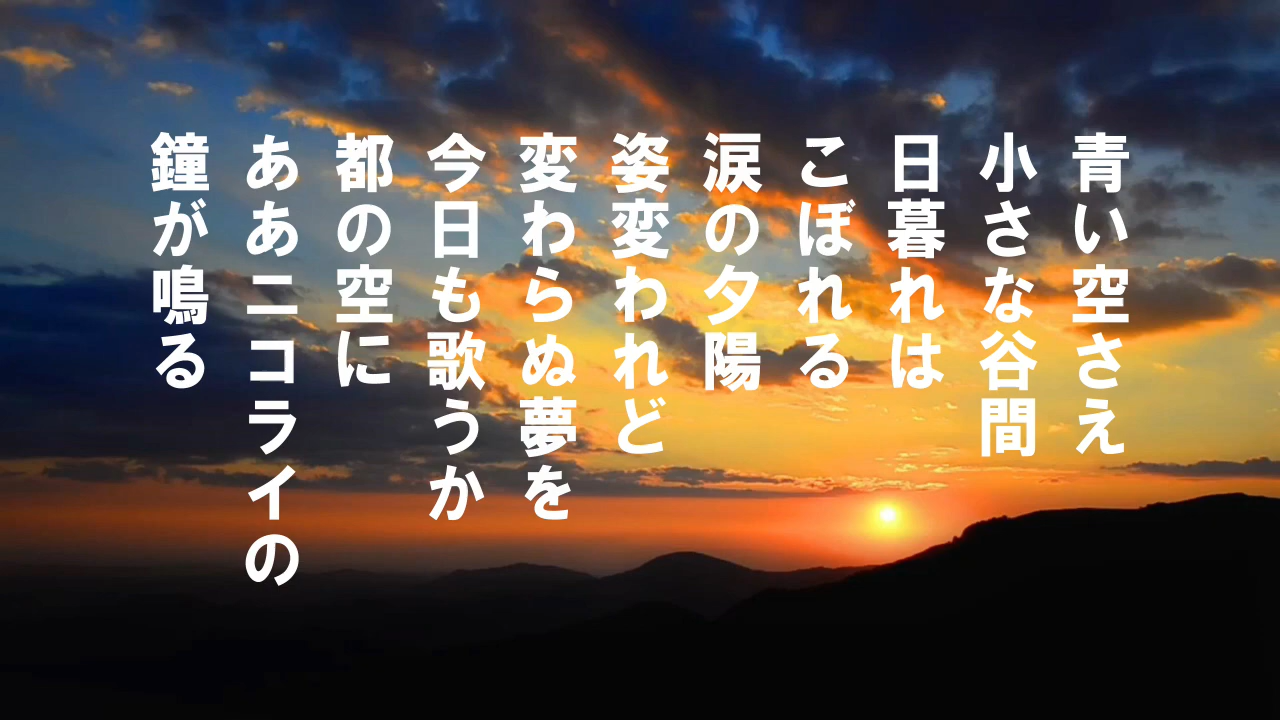 青い空さえ
小さな谷間
日暮れは
こぼれる
涙の夕陽
姿変われど
変わらぬ夢を
今日も歌うか
都の空に
ああニコライの
鐘が鳴る